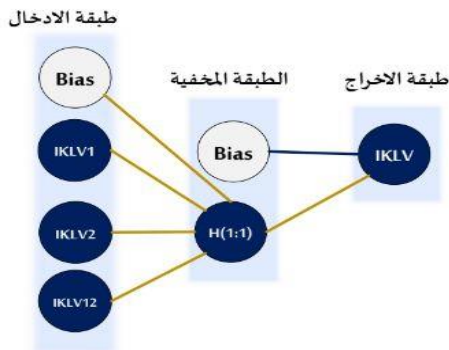 طبقة الادخال
الطبقة المخفية
طبقة الاخراج
Bias
IKLV1
IKLV2
IKLV12
Bias
H(1:1)
IKLV